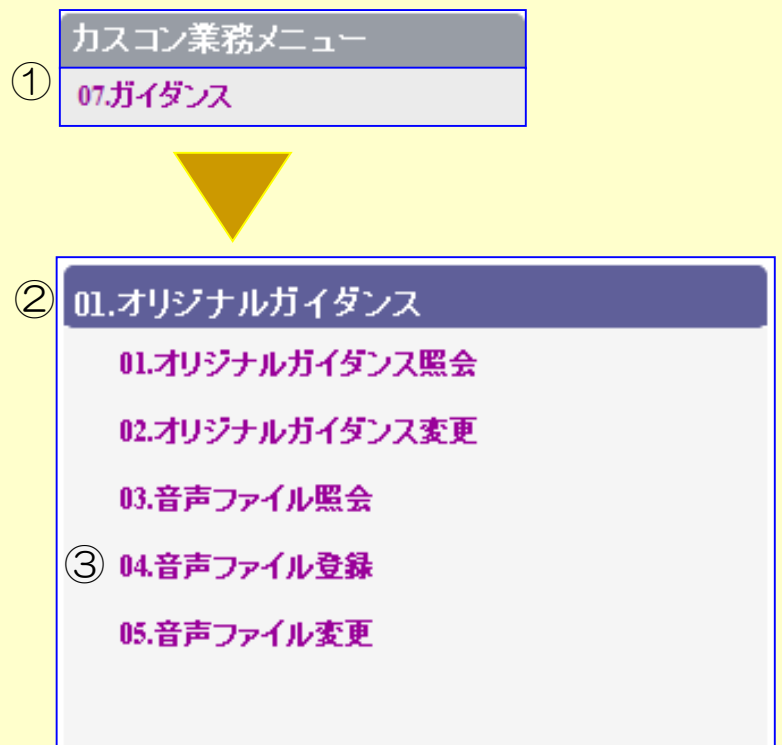 カスコン業務メニュー
① 07.ガイダンス
② 01.オリジナルガイダンス
01.オリジナルガイダンス照会
02.オリジナルガイダンス変更
03.音声ファイル照会
③ 04.音声ファイル登録
05.音声ファイル変更